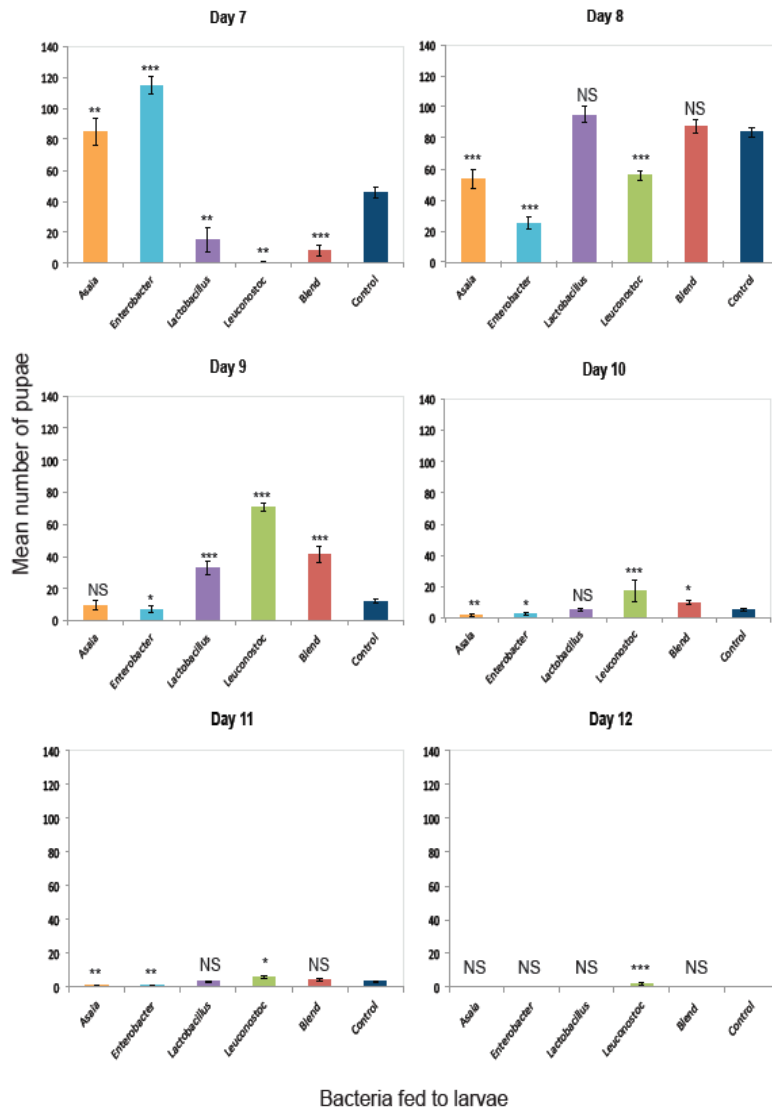 Day 7
140
120
100
80
60
40
20
0
**
***
**
**
***
Asaia
Enterobacter
Lactobacillus
Leuconostoc
Blend
Control
Day 8
140
120
100
80
60
40
20
0
***
***
NS
***
NS
Asaia
Enterobacter
Lactobacillus
Leuconostoc
Blend
Control
Mean number of pupae
Day 9
140
120
100
80
60
40
20
0
NS
*
***
***
***
Asaia
Enterobacter
Lactobacillus
Leuconostoc
Blend
Control
Day 10
140
120
100
80
60
40
20
0
**
*
NS
***
*
Asaia
Enterobacter
Lactobacillus
Leuconostoc
Blend
Control
Day 11
140
120
100
80
60
40
20
0
**
**
NS
*
NS
Asaia
Enterobacter
Lactobacillus
Leuconostoc
Blend
Control
Day 12
140
120
100
80
60
40
20
0
NS
NS
NS
***
NS
Asaia
Enterobacter
Lactobacillus
Leuconostoc
Blend
Control
Bacteria fed to larvae